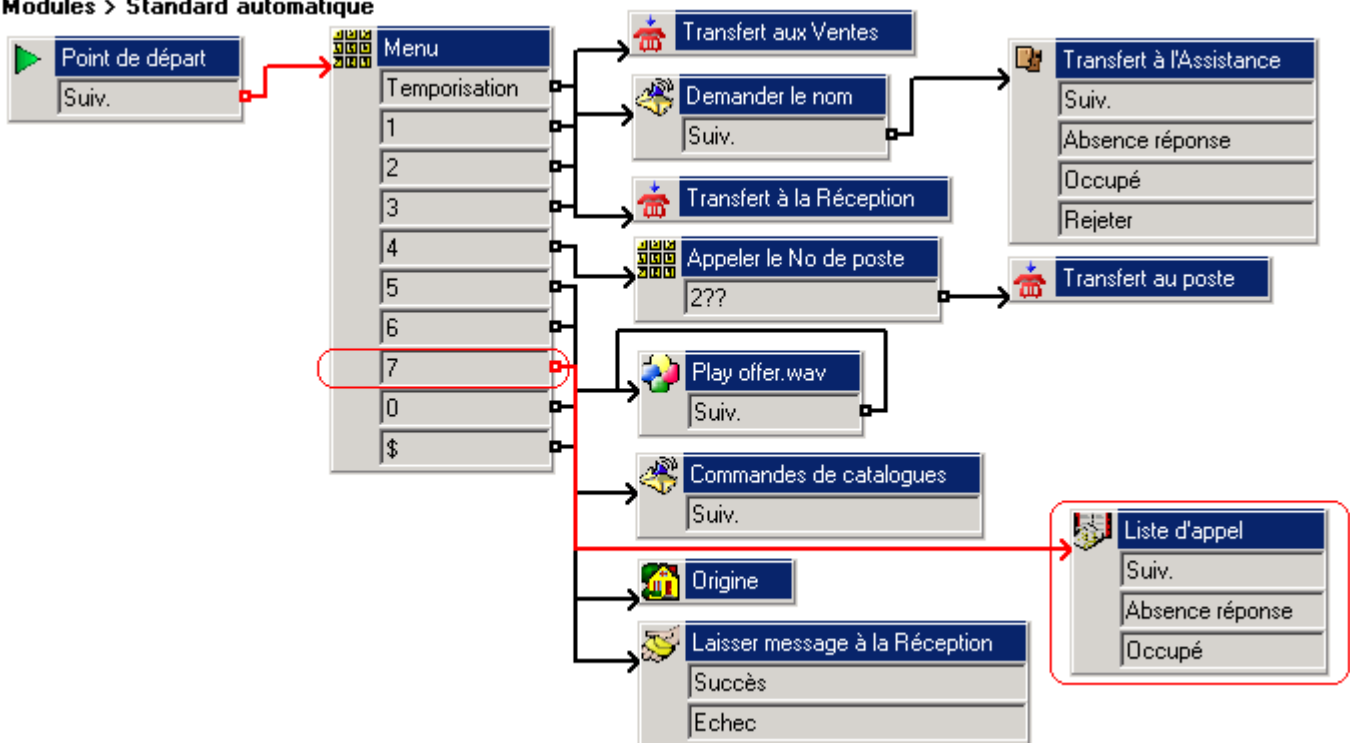 Modules > Standard automatique
Point de départ
Suiv.
Menu
Temporisation
1
2
3
4
5
6
7
0
$
Transfert aux Ventes
Demander le nom
Suiv.
Transfert à l'Assistance
Suiv.
Absence réponse
Occupé
Rejeter
Transfert à la Réception
Appeler le No de poste
2??
Transfert au poste
Play offer.wav
Suiv.
Commandes de catalogues
Suiv.
Liste d'appel
Suiv.
Absence réponse
Occupé
Origine
Laisser message à la Réception
Succès
Echec